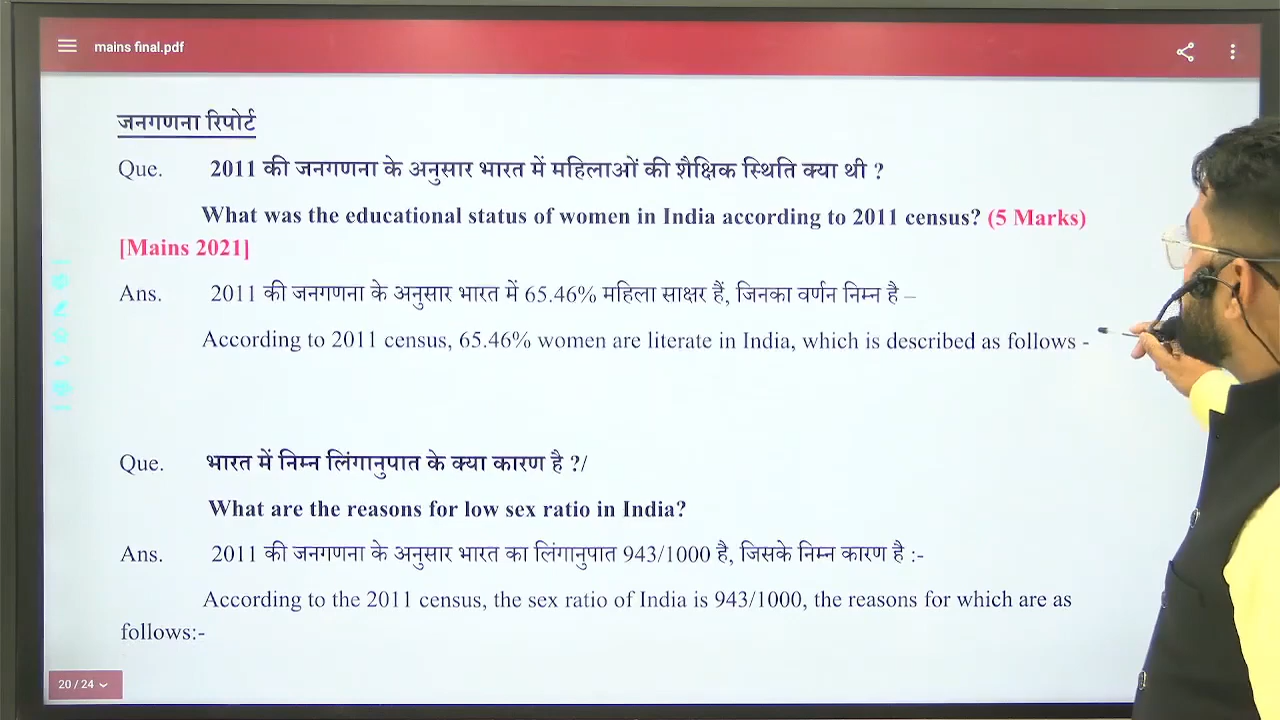 mains final.pdf
जनगणना रिपोर्ट
Que. 2011 की जनगणना के अनुसार भारत में महिलाओं की शैक्षिक स्थिति क्या थी ?
What was the educational status of women in India according to 2011 census? (5 Marks)
[Mains 2021]
Ans. 2011 की जनगणना के अनुसार भारत में 65.46% महिला साक्षर हैं, जिनका वर्णन निम्न है –
According to 2011 census, 65.46% women are literate in India, which is described as follows -
Que. भारत में निम्न लिंगानुपात के क्या कारण है ?/
What are the reasons for low sex ratio in India?
Ans. 2011 की जनगणना के अनुसार भारत का लिंगानुपात 943/1000 है, जिसके निम्न कारण है :-
According to the 2011 census, the sex ratio of India is 943/1000, the reasons for which are as
follows:-
20 / 24